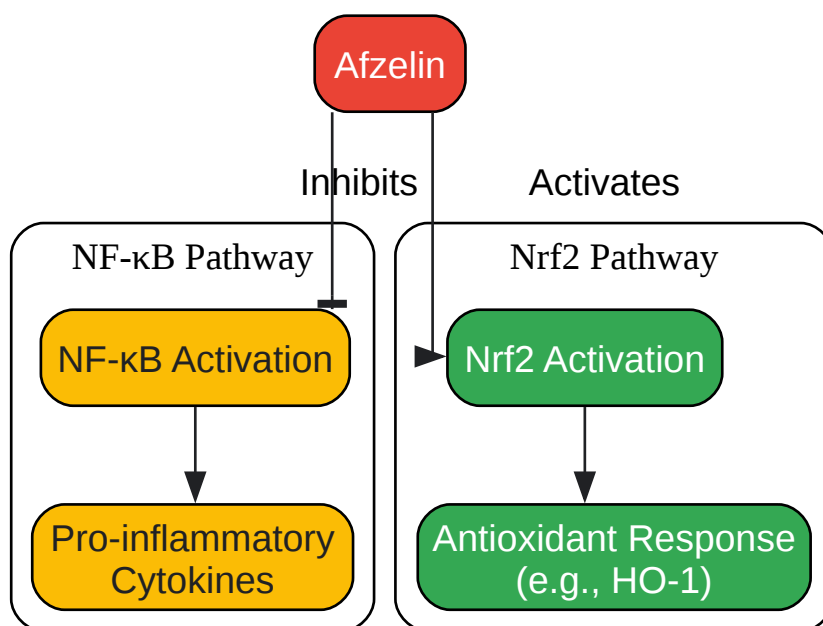 Afzelin
Inhibits
Activates
NF-κB Pathway
Nrf2 Pathway
NF-κB Activation
Nrf2 Activation
Pro-inflammatory
Cytokines
Antioxidant Response
(e.g., HO-1)